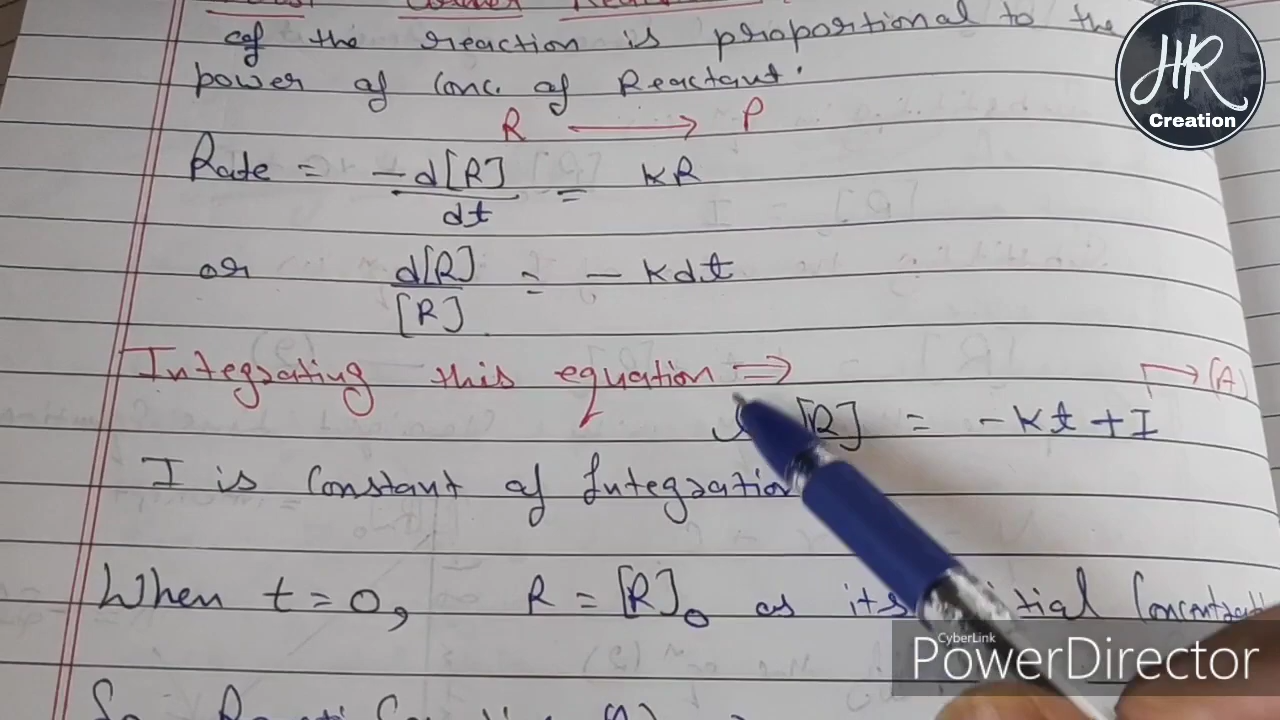 of the reaction is proportional to the
power of Conc. of Reactant.
R → P
Rate = -d[R]/dt = KR
or d[R]/[R] = - Kdt
Integrating this equation ⇒
→ (A)
[R] = -Kt + I
I is Constant of Integration
When t = 0, R = [R]₀ as its
HR
Creation
CyberLink
PowerDirector